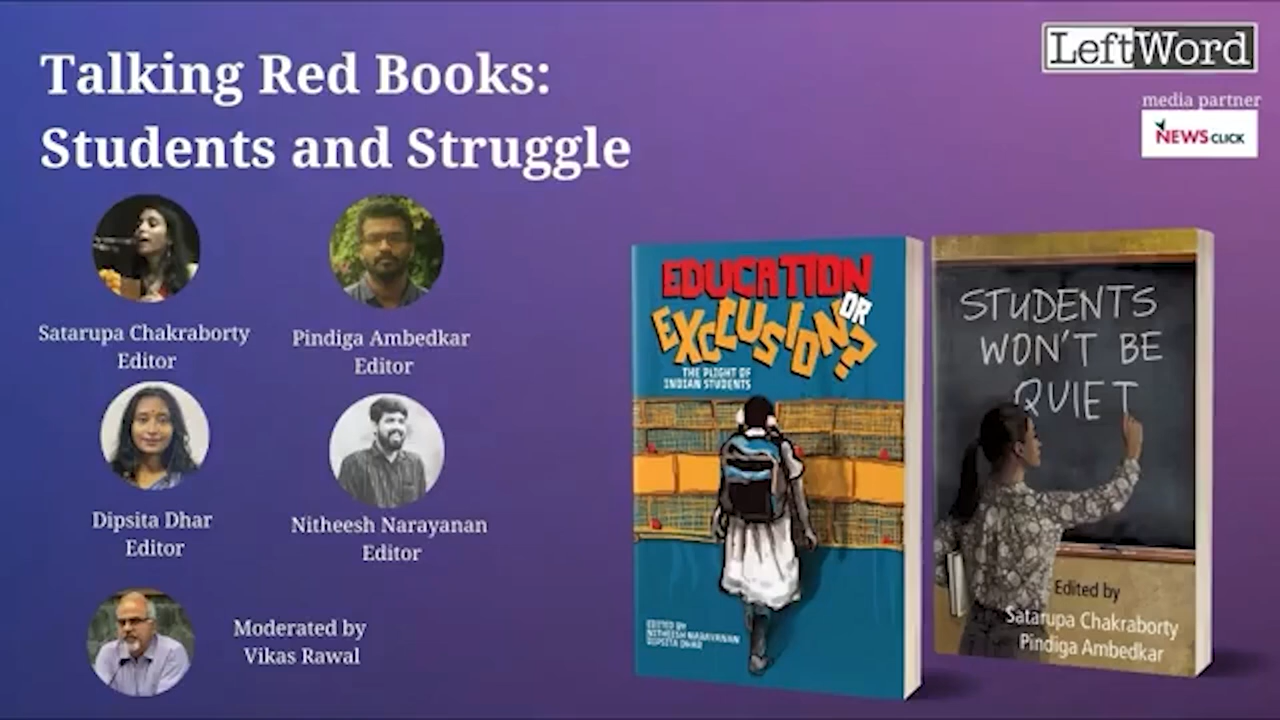 Talking Red Books:
Students and Struggle
LeftWord
media partner
NEWS CLICK
Satarupa Chakraborty
Editor
Pindiga Ambedkar
Editor
Dipsita Dhar
Editor
Nitheesh Narayanan
Editor
Moderated by
Vikas Rawal
EDUCATION
OR
EXCLUSION?
THE PLIGHT OF
INDIAN STUDENTS
EDITED BY
NITHEESH NARAYANAN
DIPSITA DHAR
STUDENTS
WON'T BE
QUIET
Edited by
Satarupa Chakraborty
Pindiga Ambedkar